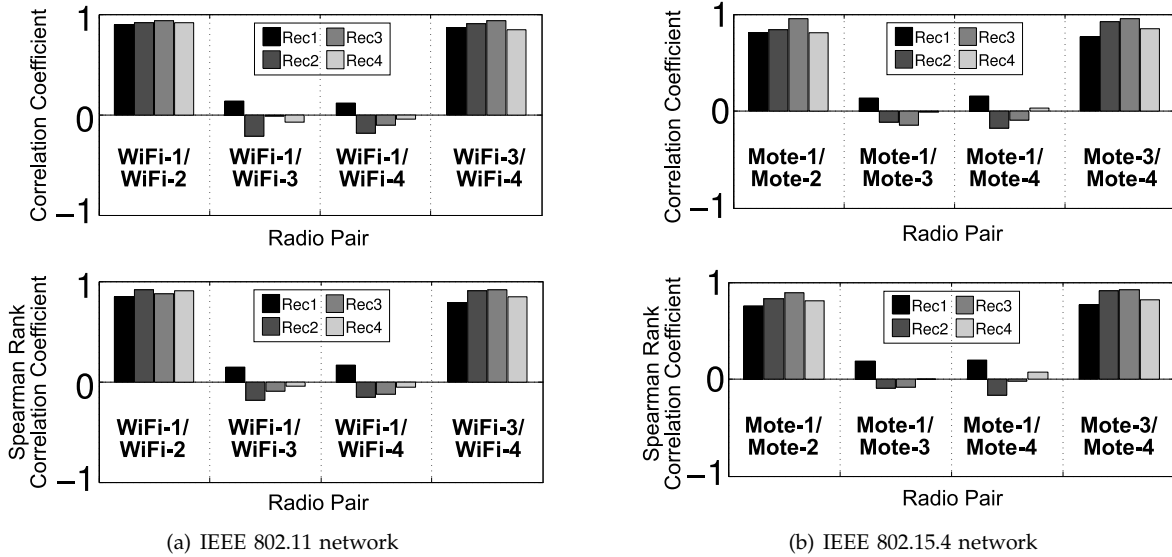 Correlation Coefficient
1
0
−1
Rec1 Rec3
Rec2 Rec4
WiFi-1/ WiFi-1/ WiFi-1/ WiFi-3/
WiFi-2 WiFi-3 WiFi-4 WiFi-4
Radio Pair
Spearman Rank
Correlation Coefficient
1
0
−1
Rec1 Rec3
Rec2 Rec4
WiFi-1/ WiFi-1/ WiFi-1/ WiFi-3/
WiFi-2 WiFi-3 WiFi-4 WiFi-4
Radio Pair
(a) IEEE 802.11 network
Correlation Coefficient
1
0
−1
Rec1 Rec3
Rec2 Rec4
Mote-1/ Mote-1/ Mote-1/ Mote-3/
Mote-2 Mote-3 Mote-4 Mote-4
Radio Pair
Spearman Rank
Correlation Coefficient
1
0
−1
Rec1 Rec3
Rec2 Rec4
Mote-1/ Mote-1/ Mote-1/ Mote-3/
Mote-2 Mote-3 Mote-4 Mote-4
Radio Pair
(b) IEEE 802.15.4 network